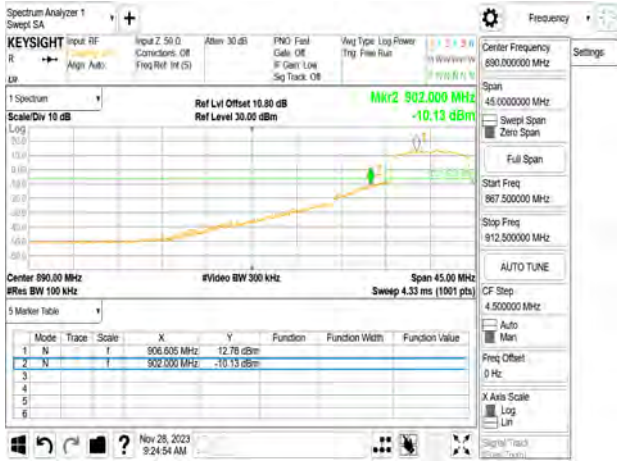 Spectrum Analyzer 1
Swept SA
+
Frequency
KEYSIGHT
Input: RF
Input Z: 50 Ω
Atten: 30 dB
PNO: Fast
Avg Type: Log-Power
R
Corrections: Off
Gate: Off
Trig: Free Run
Align: Auto
Freq Ref: Int (S)
IF Gain: Low
Sig Track: Off
Center Frequency
890.000000 MHz
Settings
Span
45.0000000 MHz
Swept Span
Zero Span
Full Span
Start Freq
867.500000 MHz
Stop Freq
912.500000 MHz
AUTO TUNE
CF Step
4.500000 MHz
Auto
Man
Freq Offset
0 Hz
X Axis Scale
Log
Lin
Signal Track
1 Spectrum
Scale/Div 10 dB
Log
Ref Lvl Offset 10.80 dB
Ref Level 30.00 dBm
Mkr2 902.000 MHz
-10.13 dBm
Center 890.00 MHz
#Video BW 300 kHz
Span 45.00 MHz
#Res BW 100 kHz
Sweep 4.33 ms (1001 pts)
5 Marker Table
Mode Trace Scale X Y Function Function Width Function Value
1 N f 906.605 MHz 12.76 dBm
2 N f 902.000 MHz -10.13 dBm
3
4
5
6
?
Nov 28, 2023
9:24:54 AM